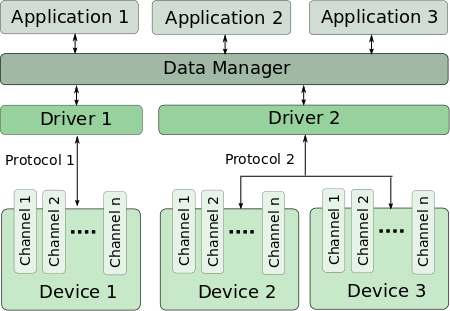 Application 1
Application 2
Application 3
Data Manager
Driver 1
Driver 2
Protocol 1
Protocol 2
Channel 1
Channel 2
....
Channel n
Device 1
Channel 1
Channel 2
....
Channel n
Device 2
Channel 1
Channel 2
....
Channel n
Device 3